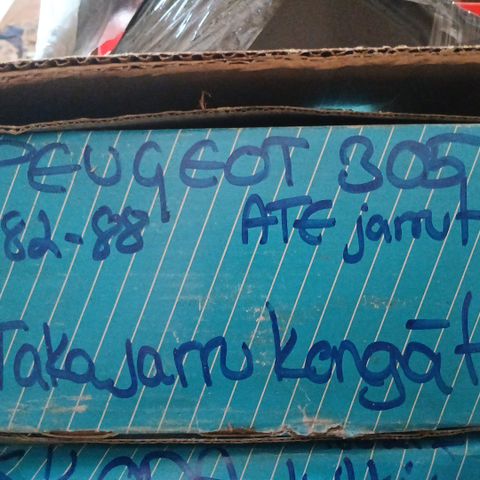 PEUGEOT 305
82-88 ATE jarrut
Takajarru kengät